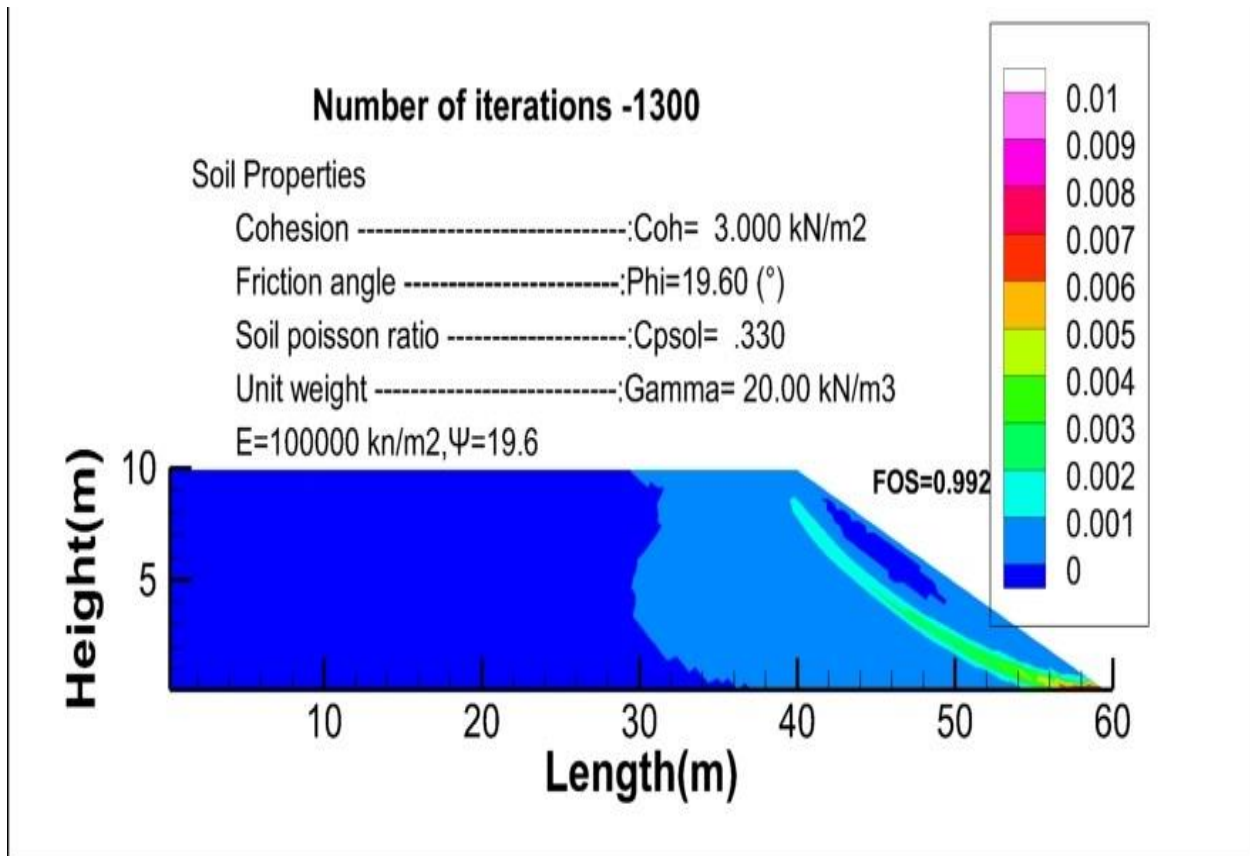 Number of iterations -1300
Soil Properties
Cohesion -----------------------------:Coh= 3.000 kN/m2
Friction angle -----------------------:Phi=19.60 (°)
Soil poisson ratio -------------------:Cpsol= .330
Unit weight --------------------------:Gamma= 20.00 kN/m3
E=100000 kn/m2,Ψ=19.6
FOS=0.992
0.01
0.009
0.008
0.007
0.006
0.005
0.004
0.003
0.002
0.001
0
Height(m)
10
5
10 20 30 40 50 60
Length(m)